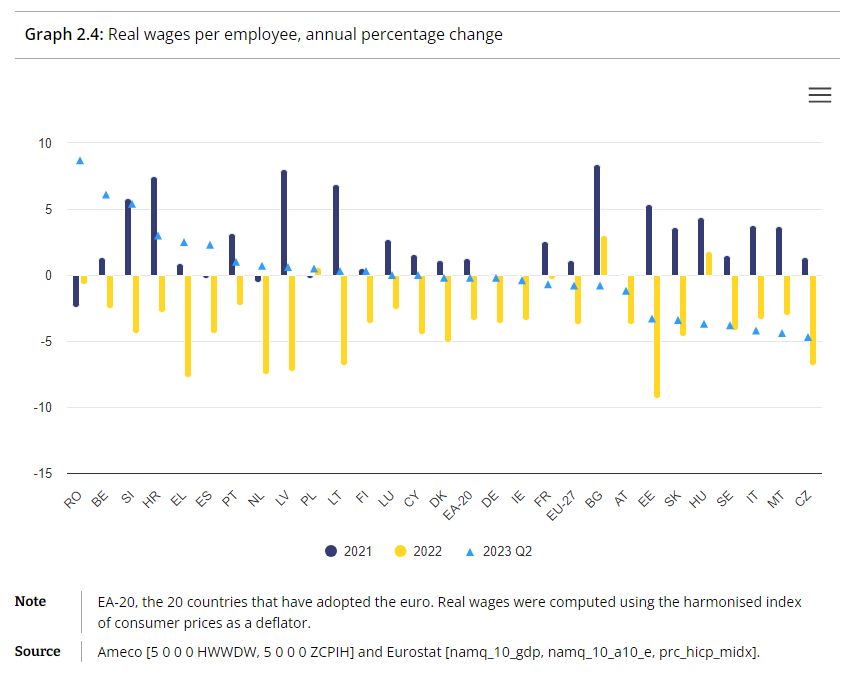 Graph 2.4: Real wages per employee, annual percentage change
10
5
0
-5
-10
-15
RO BE SI HR EL ES PT NL LV PL LT FI LU CY DK EA-20 DE IE FR EU-27 BG AT EE SK HU SE IT MT CZ
2021 2022 2023 Q2
Note EA-20, the 20 countries that have adopted the euro. Real wages were computed using the harmonised index
of consumer prices as a deflator.
Source Ameco [5 0 0 0 HWWDW, 5 0 0 0 ZCPIH] and Eurostat [namq_10_gdp, namq_10_a10_e, prc_hicp_midx].